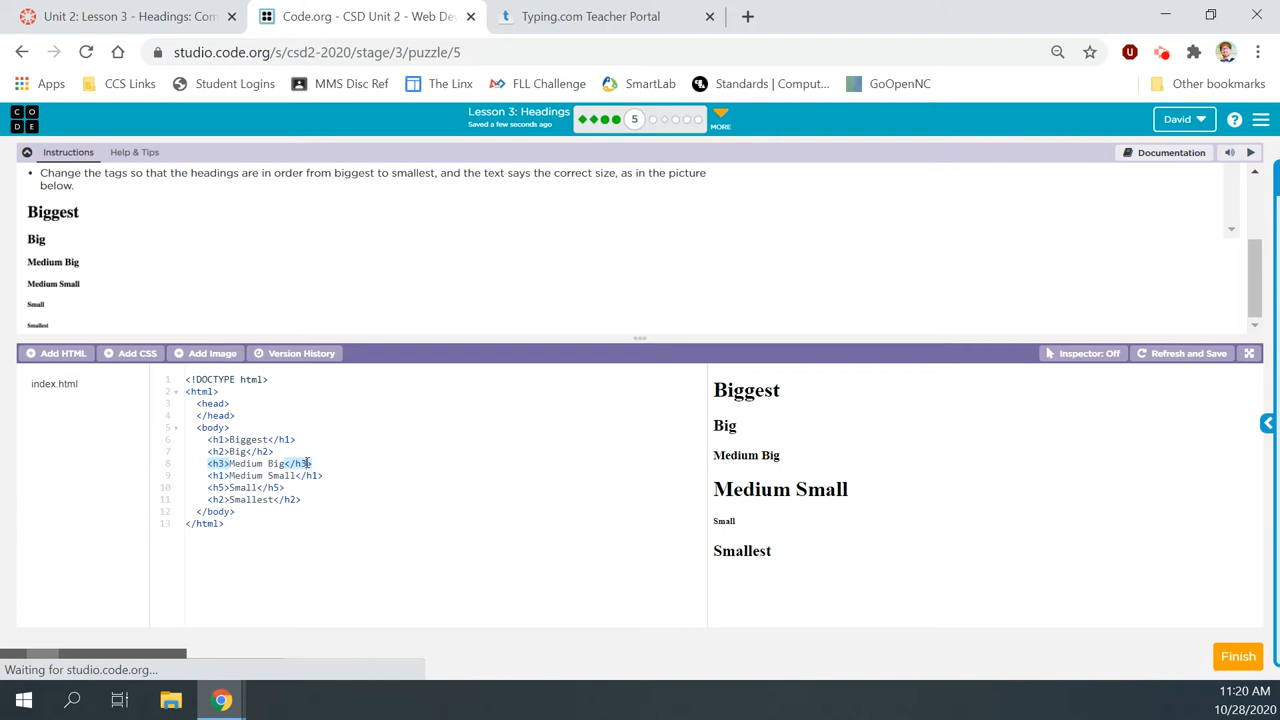 Unit 2: Lesson 3 - Headings: Com
Code.org - CSD Unit 2 - Web De
Typing.com Teacher Portal
studio.code.org/s/csd2-2020/stage/3/puzzle/5
Apps
CCS Links
Student Logins
MMS Disc Ref
The Linx
FLL Challenge
SmartLab
Standards | Comput...
GoOpenNC
Other bookmarks
C O
D E
Lesson 3: Headings
Saved a few seconds ago
5
MORE
David
Instructions
Help & Tips
Documentation
• Change the tags so that the headings are in order from biggest to smallest, and the text says the correct size, as in the picture
below.
Biggest
Big
Medium Big
Medium Small
Small
Smallest
Add HTML
Add CSS
Add Image
Version History
Inspector: Off
Refresh and Save
index.html
1 <!DOCTYPE html>
2 <html>
3 <head>
4 </head>
5 <body>
6 <h1>Biggest</h1>
7 <h2>Big</h2>
8 <h3>Medium Big</h3>
9 <h1>Medium Small</h1>
10 <h5>Small</h5>
11 <h2>Smallest</h2>
12 </body>
13 </html>
Biggest
Big
Medium Big
Medium Small
Small
Smallest
Finish
Waiting for studio.code.org...
11:20 AM
10/28/2020